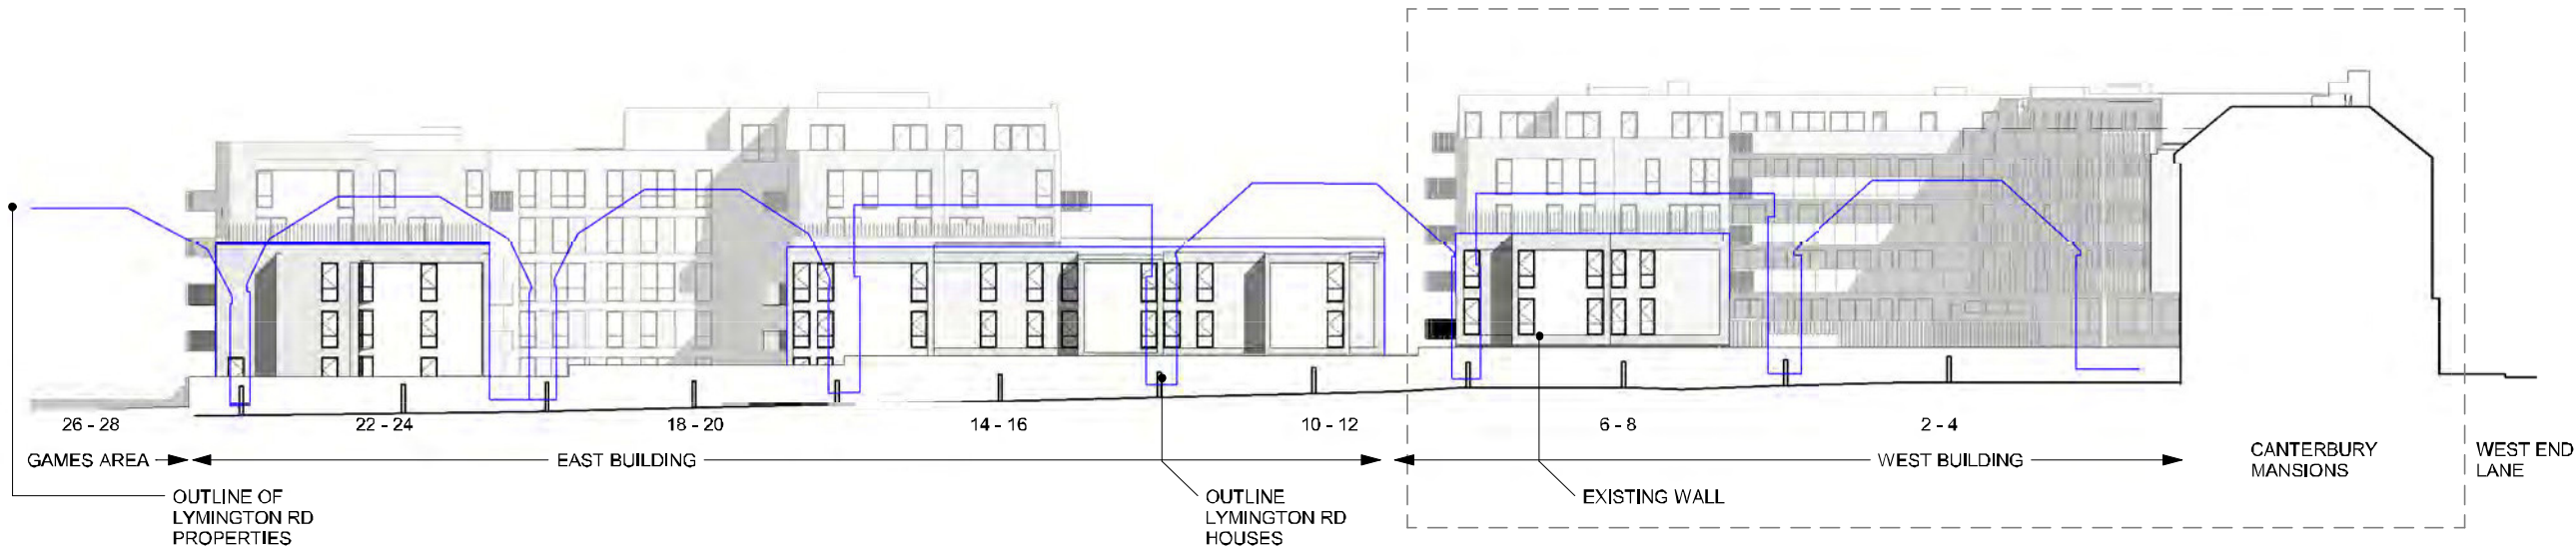 26 - 28
22 - 24
18 - 20
14 - 16
10 - 12
6 - 8
2 - 4
GAMES AREA
EAST BUILDING
WEST BUILDING
CANTERBURY
MANSIONS
WEST END
LANE
OUTLINE OF
LYMINGTON RD
PROPERTIES
OUTLINE
LYMINGTON RD
HOUSES
EXISTING WALL